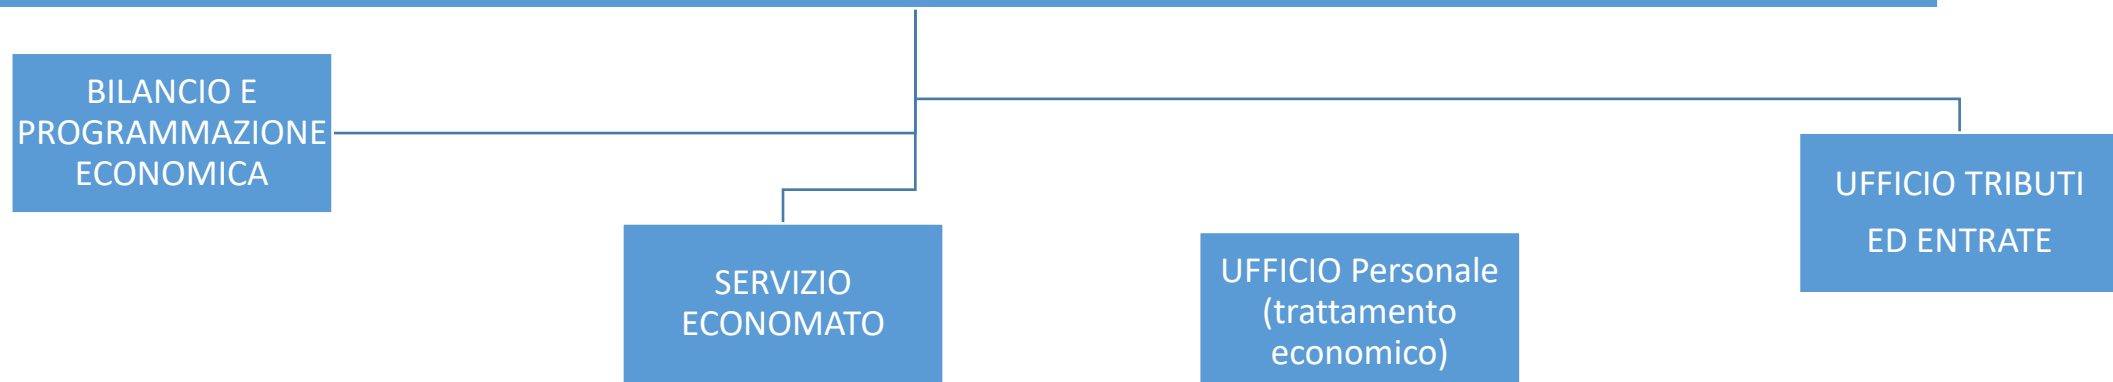 BILANCIO E
PROGRAMMAZIONE
ECONOMICA
SERVIZIO
ECONOMATO
UFFICIO Personale
(trattamento
economico)
UFFICIO TRIBUTI
ED ENTRATE